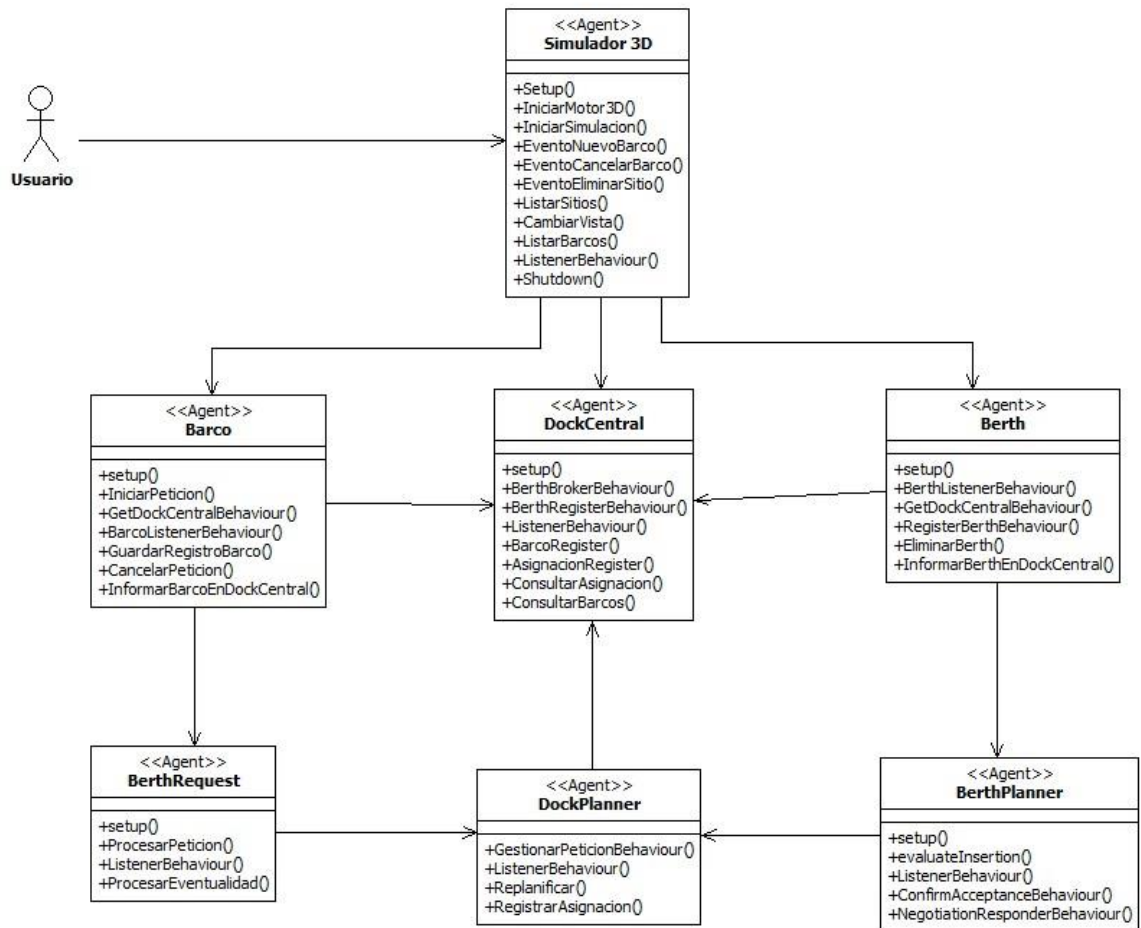 <<Agent>>
Simulador 3D
+Setup()
+IniciarMotor3D()
+IniciarSimulacion()
+EventoNuevoBarco()
+EventoCancelarBarco()
+EventoEliminarSitio()
+ListarSitios()
+CambiarVista()
+ListarBarcos()
+ListenerBehaviour()
+Shutdown()
Usuario
<<Agent>>
Barco
+setup()
+IniciarPeticion()
+GetDockCentralBehaviour()
+BarcoListenerBehaviour()
+GuardarRegistroBarco()
+CancelarPeticion()
+InformarBarcoEnDockCentral()
<<Agent>>
DockCentral
+setup()
+BerthBrokerBehaviour()
+BerthRegisterBehaviour()
+ListenerBehaviour()
+BarcoRegister()
+AsignacionRegister()
+ConsultarAsignacion()
+ConsultarBarcos()
<<Agent>>
Berth
+setup()
+BerthListenerBehaviour()
+GetDockCentralBehaviour()
+RegisterBerthBehaviour()
+EliminarBerth()
+InformarBerthEnDockCentral()
<<Agent>>
BerthRequest
+setup()
+ProcesarPeticion()
+ListenerBehaviour()
+ProcesarEventualidad()
<<Agent>>
DockPlanner
+GestionarPeticionBehaviour()
+ListenerBehaviour()
+Replanificar()
+RegistrarAsignacion()
<<Agent>>
BerthPlanner
+setup()
+evaluateInsertion()
+ListenerBehaviour()
+ConfirmAcceptanceBehaviour()
+NegotiationResponderBehaviour()